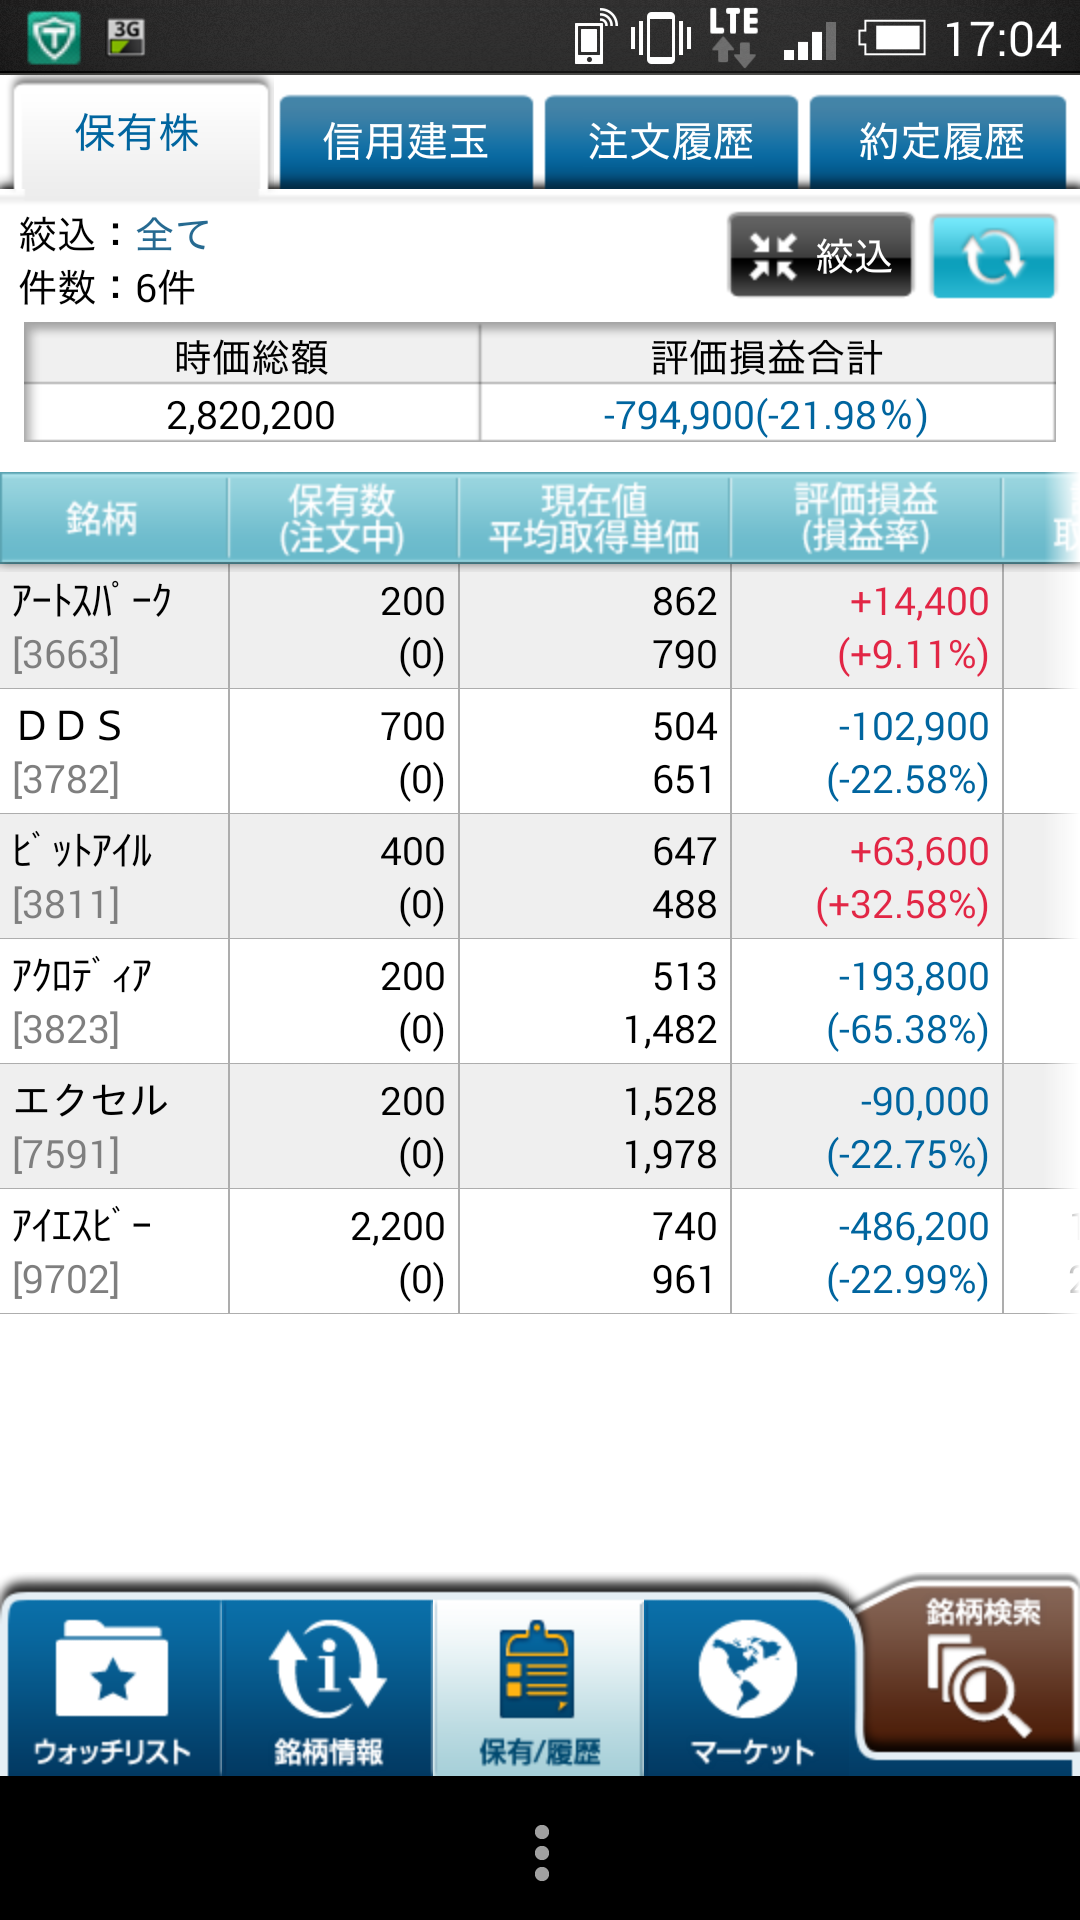 3G LTE 17:04
保有株 信用建玉 注文履歴 約定履歴
絞込：全て
件数：6件
絞込
時価総額 評価損益合計
2,820,200 -794,900(-21.98%)
銘柄 保有数 現在値 評価損益
(注文中) 平均取得単価 (損益率) 取
ｱｰﾄｽﾊﾟｰｸ 200 862 +14,400
[3663] (0) 790 (+9.11%)
ＤＤＳ 700 504 -102,900
[3782] (0) 651 (-22.58%)
ﾋﾞｯﾄｱｲﾙ 400 647 +63,600
[3811] (0) 488 (+32.58%)
ｱｸﾛﾃﾞｨｱ 200 513 -193,800
[3823] (0) 1,482 (-65.38%)
エクセル 200 1,528 -90,000
[7591] (0) 1,978 (-22.75%)
ｱｲｴｽﾋﾞｰ 2,200 740 -486,200
[9702] (0) 961 (-22.99%)
銘柄検索
ウォッチリスト 銘柄情報 保有/履歴 マーケット